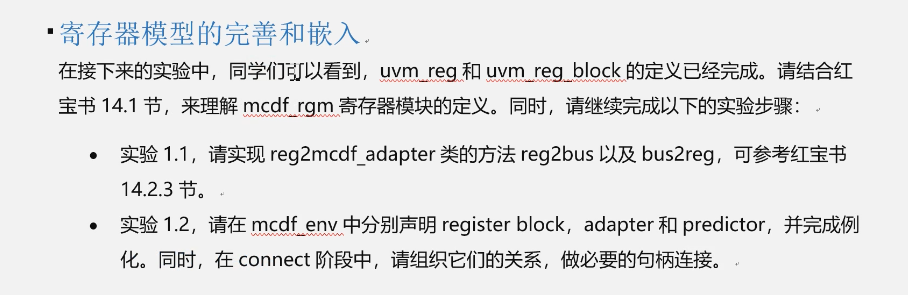 寄存器模型的完善和嵌入
在接下来的实验中，同学们可以看到，uvm_reg 和 uvm_reg_block 的定义已经完成。请结合红
宝书 14.1 节，来理解 mcdf_rgm 寄存器模块的定义。同时，请继续完成以下的实验步骤：
• 实验 1.1，请实现 reg2mcdf_adapter 类的方法 reg2bus 以及 bus2reg，可参考红宝书
14.2.3 节。
• 实验 1.2，请在 mcdf_env 中分别声明 register block，adapter 和 predictor，并完成例
化。同时，在 connect 阶段中，请组织它们的关系，做必要的句柄连接。